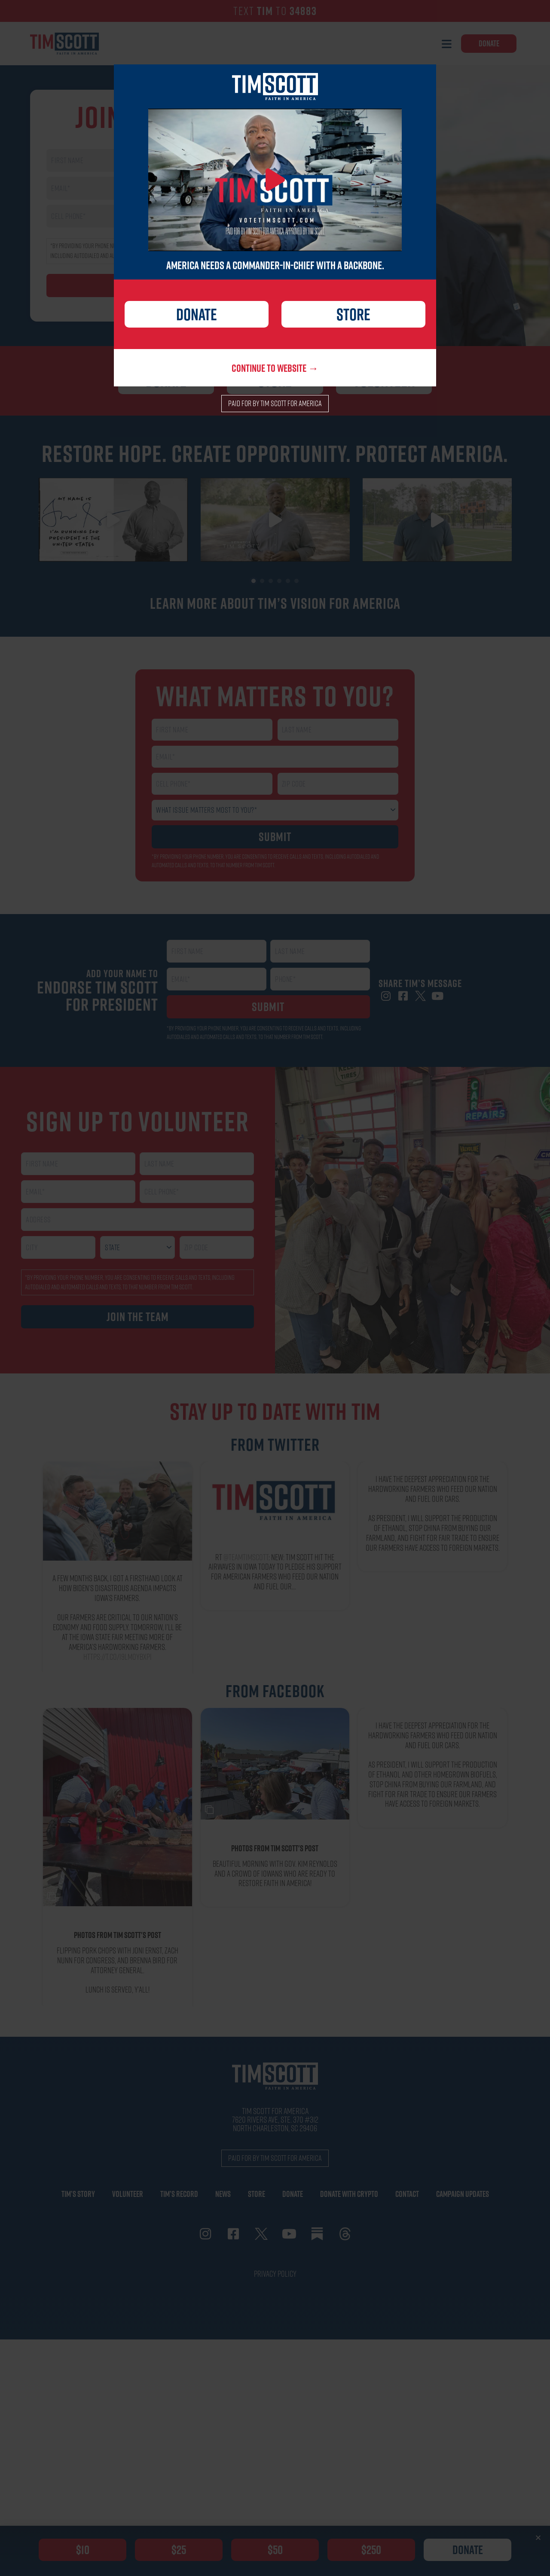 TEXT TIM TO 34883
TIM SCOTT
DONATE
JOIN
TIM SCOTT
FAITH IN AMERICA
TIM SCOTT
FAITH IN AMERICA
VOTETIMSCOTT.COM
PAID FOR BY TIM SCOTT FOR AMERICA. APPROVED BY TIM SCOTT.
AMERICA NEEDS A COMMANDER-IN-CHIEF WITH A BACKBONE.
DONATE
STORE
CONTINUE TO WEBSITE →
PAID FOR BY TIM SCOTT FOR AMERICA
RESTORE HOPE. CREATE OPPORTUNITY. PROTECT AMERICA.
MY NAME IS
I'M RUNNING FOR
PRESIDENT OF THE
UNITED STATES
LEARN MORE ABOUT TIM'S VISION FOR AMERICA
WHAT MATTERS TO YOU?
FIRST NAME
LAST NAME
EMAIL
CELL PHONE
ZIP CODE
WHAT ISSUE MATTERS MOST TO YOU?*
SUBMIT
ADD YOUR NAME TO
ENDORSE TIM SCOTT
FOR PRESIDENT
FIRST NAME
LAST NAME
EMAIL
PHONE
SUBMIT
SHARE TIM'S MESSAGE
SIGN UP TO VOLUNTEER
CAR
REPAIRS
FIRST NAME
LAST NAME
EMAIL
ADDRESS
CITY
STATE
ZIP CODE
JOIN THE TEAM
STAY UP TO DATE WITH TIM
FROM TWITTER
A FEW MONTHS BACK, I GOT A FIRSTHAND LOOK AT
HOW BIDEN'S DISASTROUS AGENDA IMPACTS
IOWA'S FARMERS.
OUR FARMERS ARE CRITICAL TO OUR NATION'S
ECONOMY AND FOOD SUPPLY. TOMORROW, I'LL BE
AT THE IOWA STATE FAIR MEETING MORE OF
AMERICA'S HARDWORKING FARMERS.
TIM SCOTT
FAITH IN AMERICA
RT @TEAMTIMSCOTT: NEW: TIM SCOTT HIT THE
AIRWAVES IN IOWA TODAY TO PLEDGE HIS SUPPORT
FOR AMERICAN FARMERS WHO FEED OUR NATION
AND FUEL OUR…
I HAVE THE DEEPEST APPRECIATION FOR THE
HARDWORKING FARMERS WHO FEED OUR NATION
AND FUEL OUR CARS.
AS PRESIDENT, I WILL SUPPORT THE PRODUCTION
OF ETHANOL, STOP CHINA FROM BUYING OUR
FARMLAND, AND FIGHT FOR FAIR TRADE TO ENSURE
OUR FARMERS HAVE ACCESS TO FOREIGN MARKETS.
FROM FACEBOOK
PHOTOS FROM TIM SCOTT'S POST
FLIPPING PORK CHOPS WITH JONI ERNST, ZACH
NUNN FOR CONGRESS, AND BRENNA BIRD FOR
ATTORNEY GENERAL.
LUNCH IS SERVED, Y'ALL!
PHOTOS FROM TIM SCOTT'S POST
BEAUTIFUL MORNING WITH GOV. KIM REYNOLDS
AND A CROWD OF IOWANS WHO ARE READY TO
RESTORE FAITH IN AMERICA!
I HAVE THE DEEPEST APPRECIATION FOR THE
HARDWORKING FARMERS WHO FEED OUR NATION
AND FUEL OUR CARS.
AS PRESIDENT, I WILL SUPPORT THE PRODUCTION
OF ETHANOL AND OTHER HOMEGROWN BIOFUELS,
STOP CHINA FROM BUYING OUR FARMLAND, AND
FIGHT FOR FAIR TRADE TO ENSURE OUR FARMERS
HAVE ACCESS TO FOREIGN MARKETS.
TIM SCOTT
FAITH IN AMERICA
TIM SCOTT FOR AMERICA
7620 RIVERS AVE. STE. 370 #132
NORTH CHARLESTON, SC 29406
PAID FOR BY TIM SCOTT FOR AMERICA
TIM'S STORY VOLUNTEER TIM'S RECORD NEWS STORE DONATE DONATE WITH CRYPTO CONTACT CAMPAIGN UPDATES
PRIVACY POLICY
$10 $25 $50 $250 DONATE